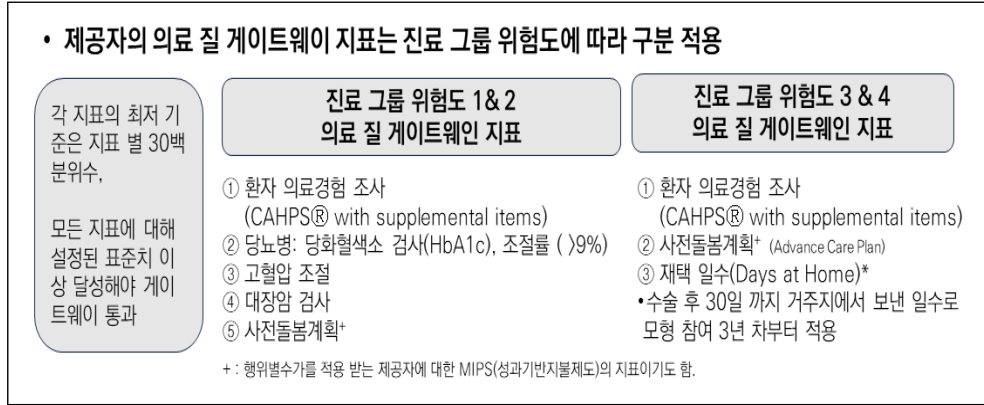 • 제공자의 의료 질 게이트웨이 지표는 진료 그룹 위험도에 따라 구분 적용
각 지표의 최저 기
준은 지표 별 30백
분위수,
모든 지표에 대해
설정된 표준치 이
상 달성해야 게이
트웨이 통과
진료 그룹 위험도 1& 2
의료 질 게이트웨인 지표
① 환자 의료경험 조사
(CAHPS® with supplemental items)
② 당뇨병: 당화혈색소 검사(HbA1c), 조절률 ( >9%)
③ 고혈압 조절
④ 대장암 검사
⑤ 사전돌봄계획+
진료 그룹 위험도 3 & 4
의료 질 게이트웨인 지표
① 환자 의료경험 조사
(CAHPS® with supplemental items)
② 사전돌봄계획+ (Advance Care Plan)
③ 재택 일수(Days at Home)*
•수술 후 30일 까지 거주지에서 보낸 일수로
모형 참여 3년 차부터 적용
+ : 행위별수가를 적용 받는 제공자에 대한 MIPS(성과기반지불제도)의 지표이기도 함.